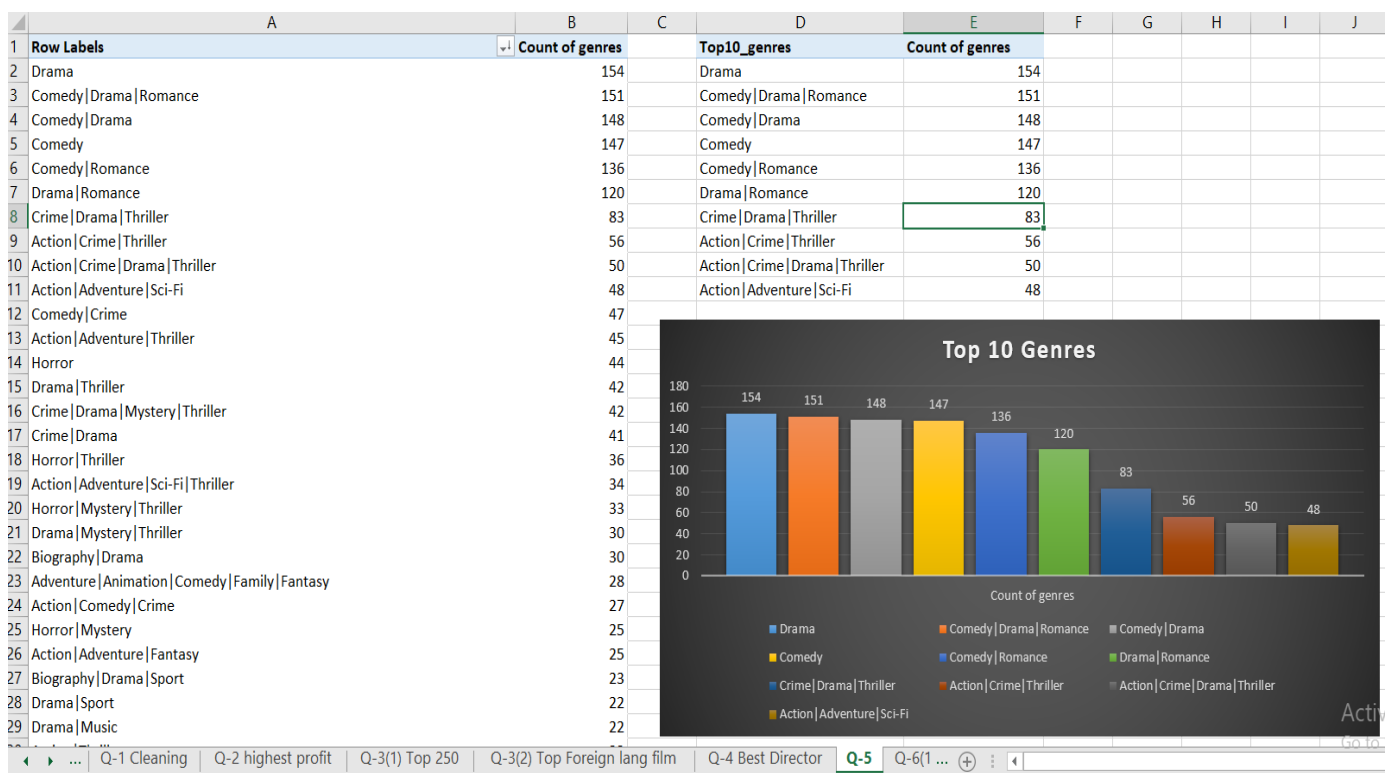 A B C D E F G H I J
1 Row Labels Count of genres Top10_genres Count of genres
2 Drama 154 Drama 154
3 Comedy|Drama|Romance 151 Comedy|Drama|Romance 151
4 Comedy|Drama 148 Comedy|Drama 148
5 Comedy 147 Comedy 147
6 Comedy|Romance 136 Comedy|Romance 136
7 Drama|Romance 120 Drama|Romance 120
8 Crime|Drama|Thriller 83 Crime|Drama|Thriller 83
9 Action|Crime|Thriller 56 Action|Crime|Thriller 56
10 Action|Crime|Drama|Thriller 50 Action|Crime|Drama|Thriller 50
11 Action|Adventure|Sci-Fi 48 Action|Adventure|Sci-Fi 48
12 Comedy|Crime 47
13 Action|Adventure|Thriller 45
14 Horror 44
15 Drama|Thriller 42
16 Crime|Drama|Mystery|Thriller 42
17 Crime|Drama 41
18 Horror|Thriller 36
19 Action|Adventure|Sci-Fi|Thriller 34
20 Horror|Mystery|Thriller 33
21 Drama|Mystery|Thriller 30
22 Biography|Drama 30
23 Adventure|Animation|Comedy|Family|Fantasy 28
24 Action|Comedy|Crime 27
25 Horror|Mystery 25
26 Action|Adventure|Fantasy 25
27 Biography|Drama|Sport 23
28 Drama|Sport 22
29 Drama|Music 22
Top 10 Genres
180
160
140
120
100
80
60
40
20
0
154 151 148 147 136 120 83 56 50 48
Count of genres
Drama Comedy|Drama|Romance Comedy|Drama
Comedy Comedy|Romance Drama|Romance
Crime|Drama|Thriller Action|Crime|Thriller Action|Crime|Drama|Thriller
Action|Adventure|Sci-Fi
Activ
Go to
... Q-1 Cleaning Q-2 highest profit Q-3(1) Top 250 Q-3(2) Top Foreign lang film Q-4 Best Director Q-5 Q-6(1 ...